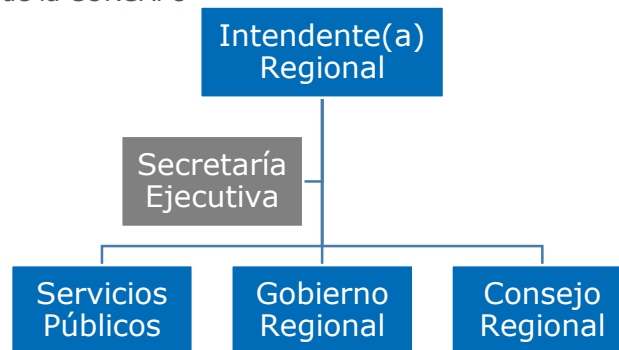 Intendente(a)
Regional
Secretaría
Ejecutiva
Servicios
Públicos
Gobierno
Regional
Consejo
Regional